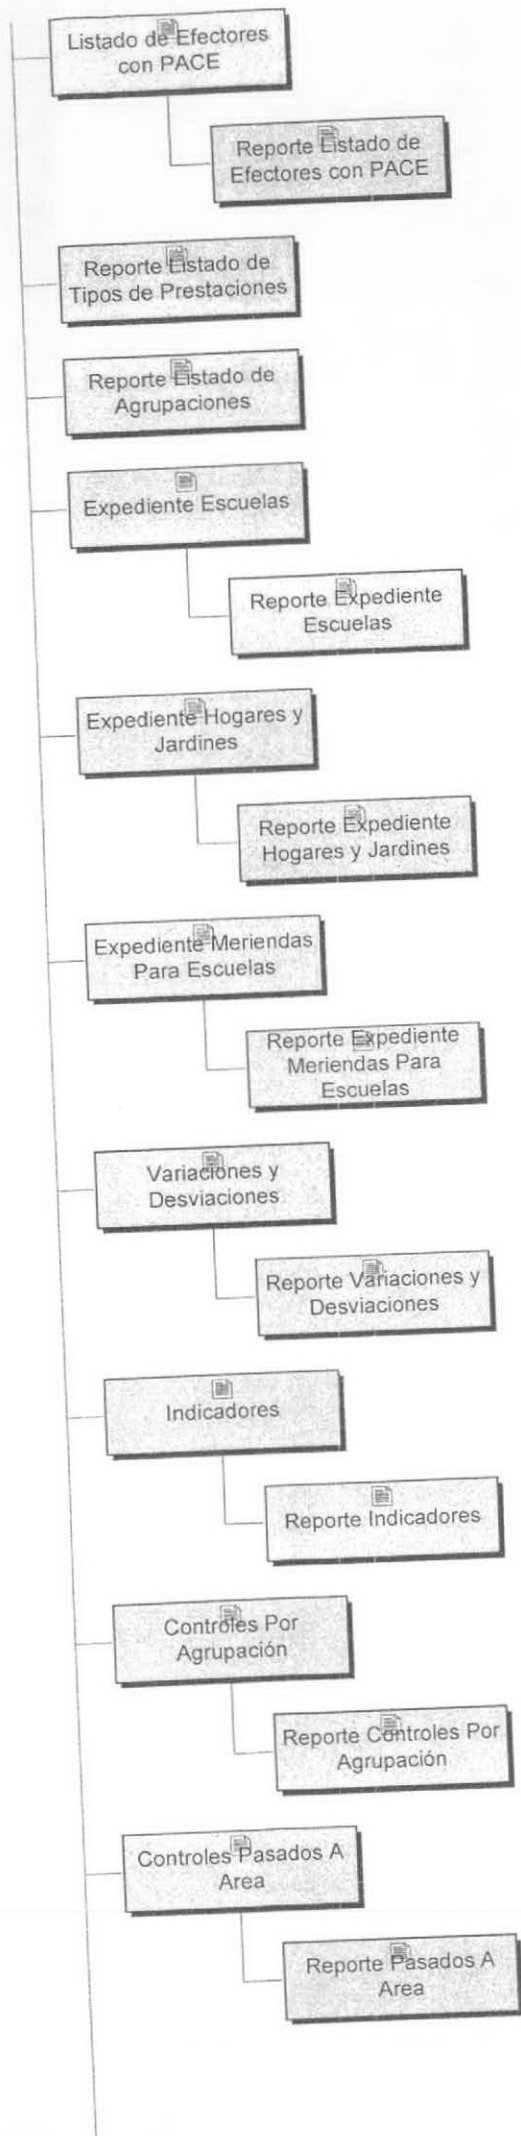 Listado de Efectores
con PACE
Reporte Listado de
Efectores con PACE
Reporte Listado de
Tipos de Prestaciones
Reporte Listado de
Agrupaciones
Expediente Escuelas
Reporte Expediente
Escuelas
Expediente Hogares y
Jardines
Reporte Expediente
Hogares y Jardines
Expediente Meriendas
Para Escuelas
Reporte Expediente
Meriendas Para
Escuelas
Variaciones y
Desviaciones
Reporte Variaciones y
Desviaciones
Indicadores
Reporte Indicadores
Controles Por
Agrupación
Reporte Controles Por
Agrupación
Controles Pasados A
Area
Reporte Pasados A
Area